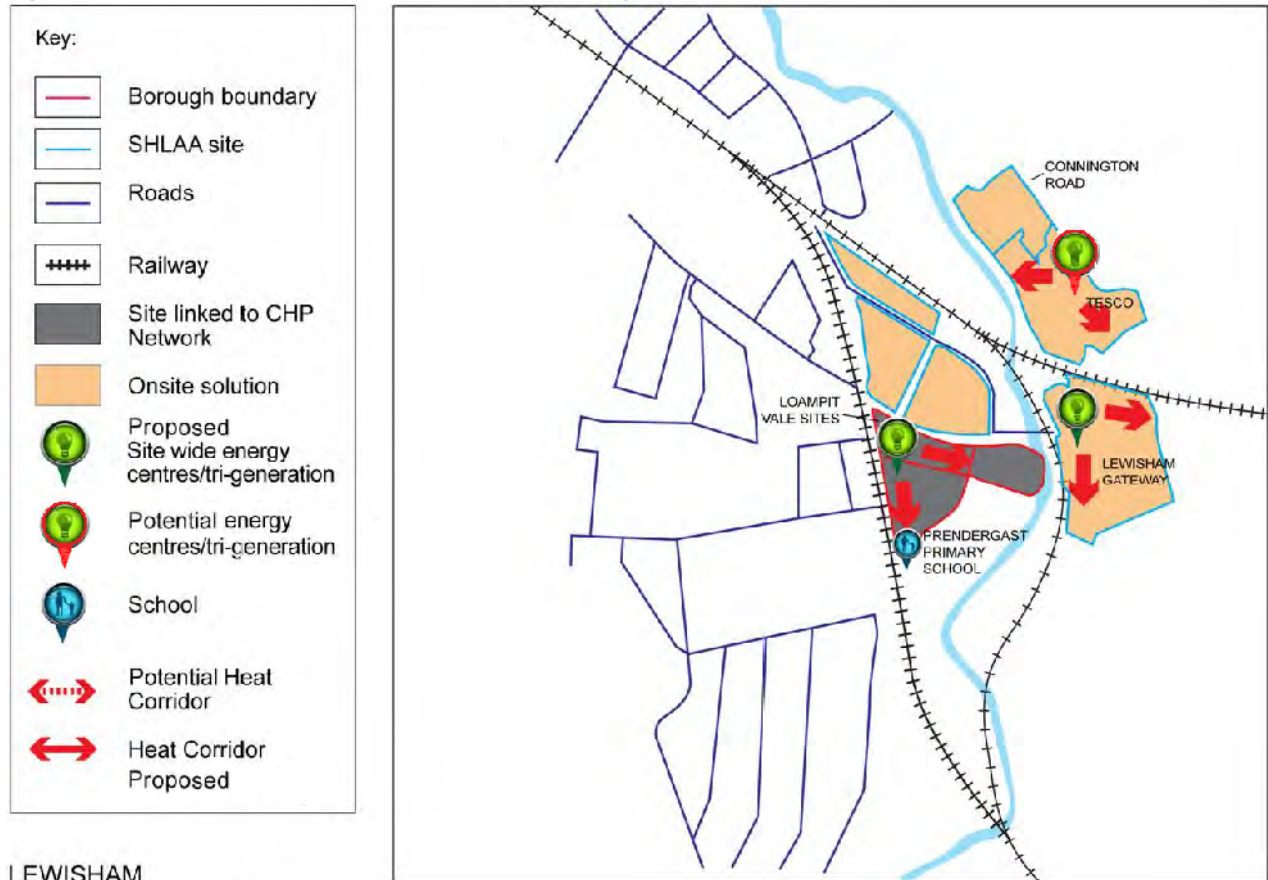 Key:
Borough boundary
SHLAA site
Roads
Railway
Site linked to CHP
Network
Onsite solution
Proposed
Site wide energy
centres/tri-generation
Potential energy
centres/tri-generation
School
Potential Heat
Corridor
Heat Corridor
Proposed
CONNINGTON
ROAD
TESCO
LOAMPIT
VALE SITES
LEWISHAM
GATEWAY
PRENDERGAST
PRIMARY
SCHOOL
LEWISHAM